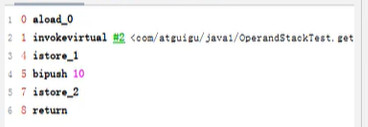 1 0 aload_0
2 1 invokevirtual #2 <com/atguigu/java1/OperandStackTest.get
3 4 istore_1
4 5 bipush 10
5 7 istore_2
6 8 return